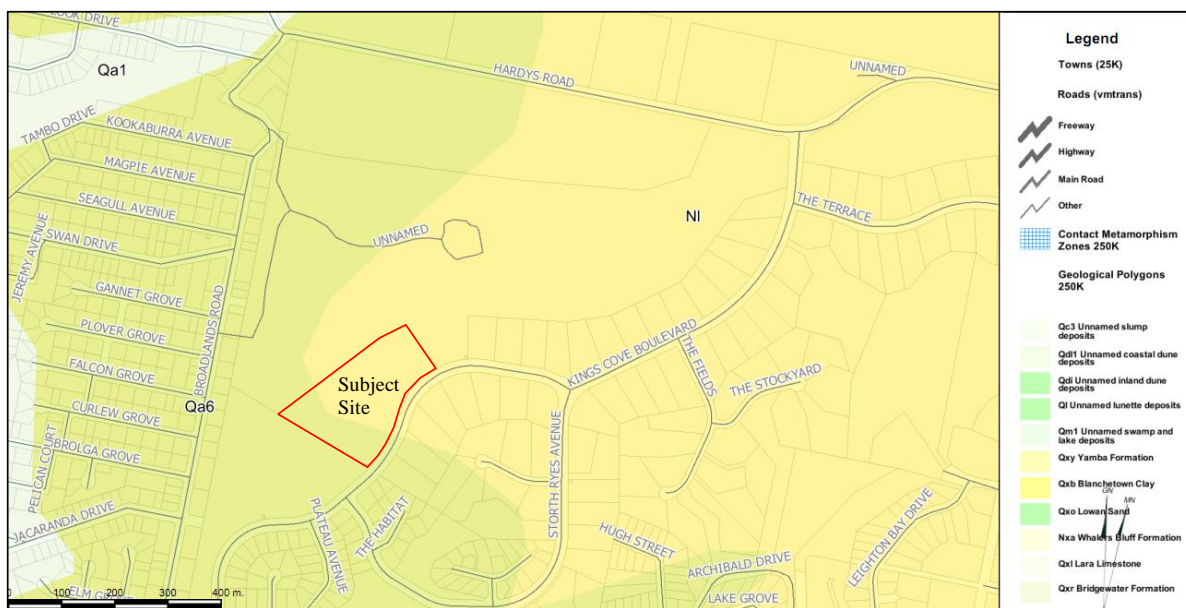 OOK DRIVE
Qa1
HARDYS ROAD
UNNAMED
TAMBO DRIVE
KOOKABURRA AVENUE
MAGPIE AVENUE
SEAGULL AVENUE
THE TERRACE
NI
JEREMY AVENUE
SWAN DRIVE
UNNAMED
GANNET GROVE
PLOVER GROVE
BROADLANDS ROAD
KINGS COVE BOULEVARD
THE FIELDS
FALCON GROVE
Subject
Site
THE STOCKYARD
Qa6
CURLEW GROVE
BROLGA GROVE
PELICAN COURT
STORTH RYES AVENUE
JACARANDA DRIVE
PLATEAU AVENUE
THE HABITAT
HUGH STREET
LEIGHTON BAY DRIVE
ARCHIBALD DRIVE
ELM GROVE
LAKE GROVE
0 100 200 300 400 m.
Legend
Towns (25K)
Roads (vmtrans)
Freeway
Highway
Main Road
Other
Contact Metamorphism
Zones 250K
Geological Polygons
250K
Qc3 Unnamed slump
deposits
Qdl1 Unnamed coastal dune
deposits
Qdi Unnamed inland dune
deposits
Ql Unnamed lunette deposits
Qm1 Unnamed swamp and
lake deposits
Qxy Yamba Formation
Qxb Blanchetown Clay
GN
MN
Qxo Lowan Sand
Nxa Whalers Bluff Formation
Qxl Lara Limestone
Qxr Bridgewater Formation